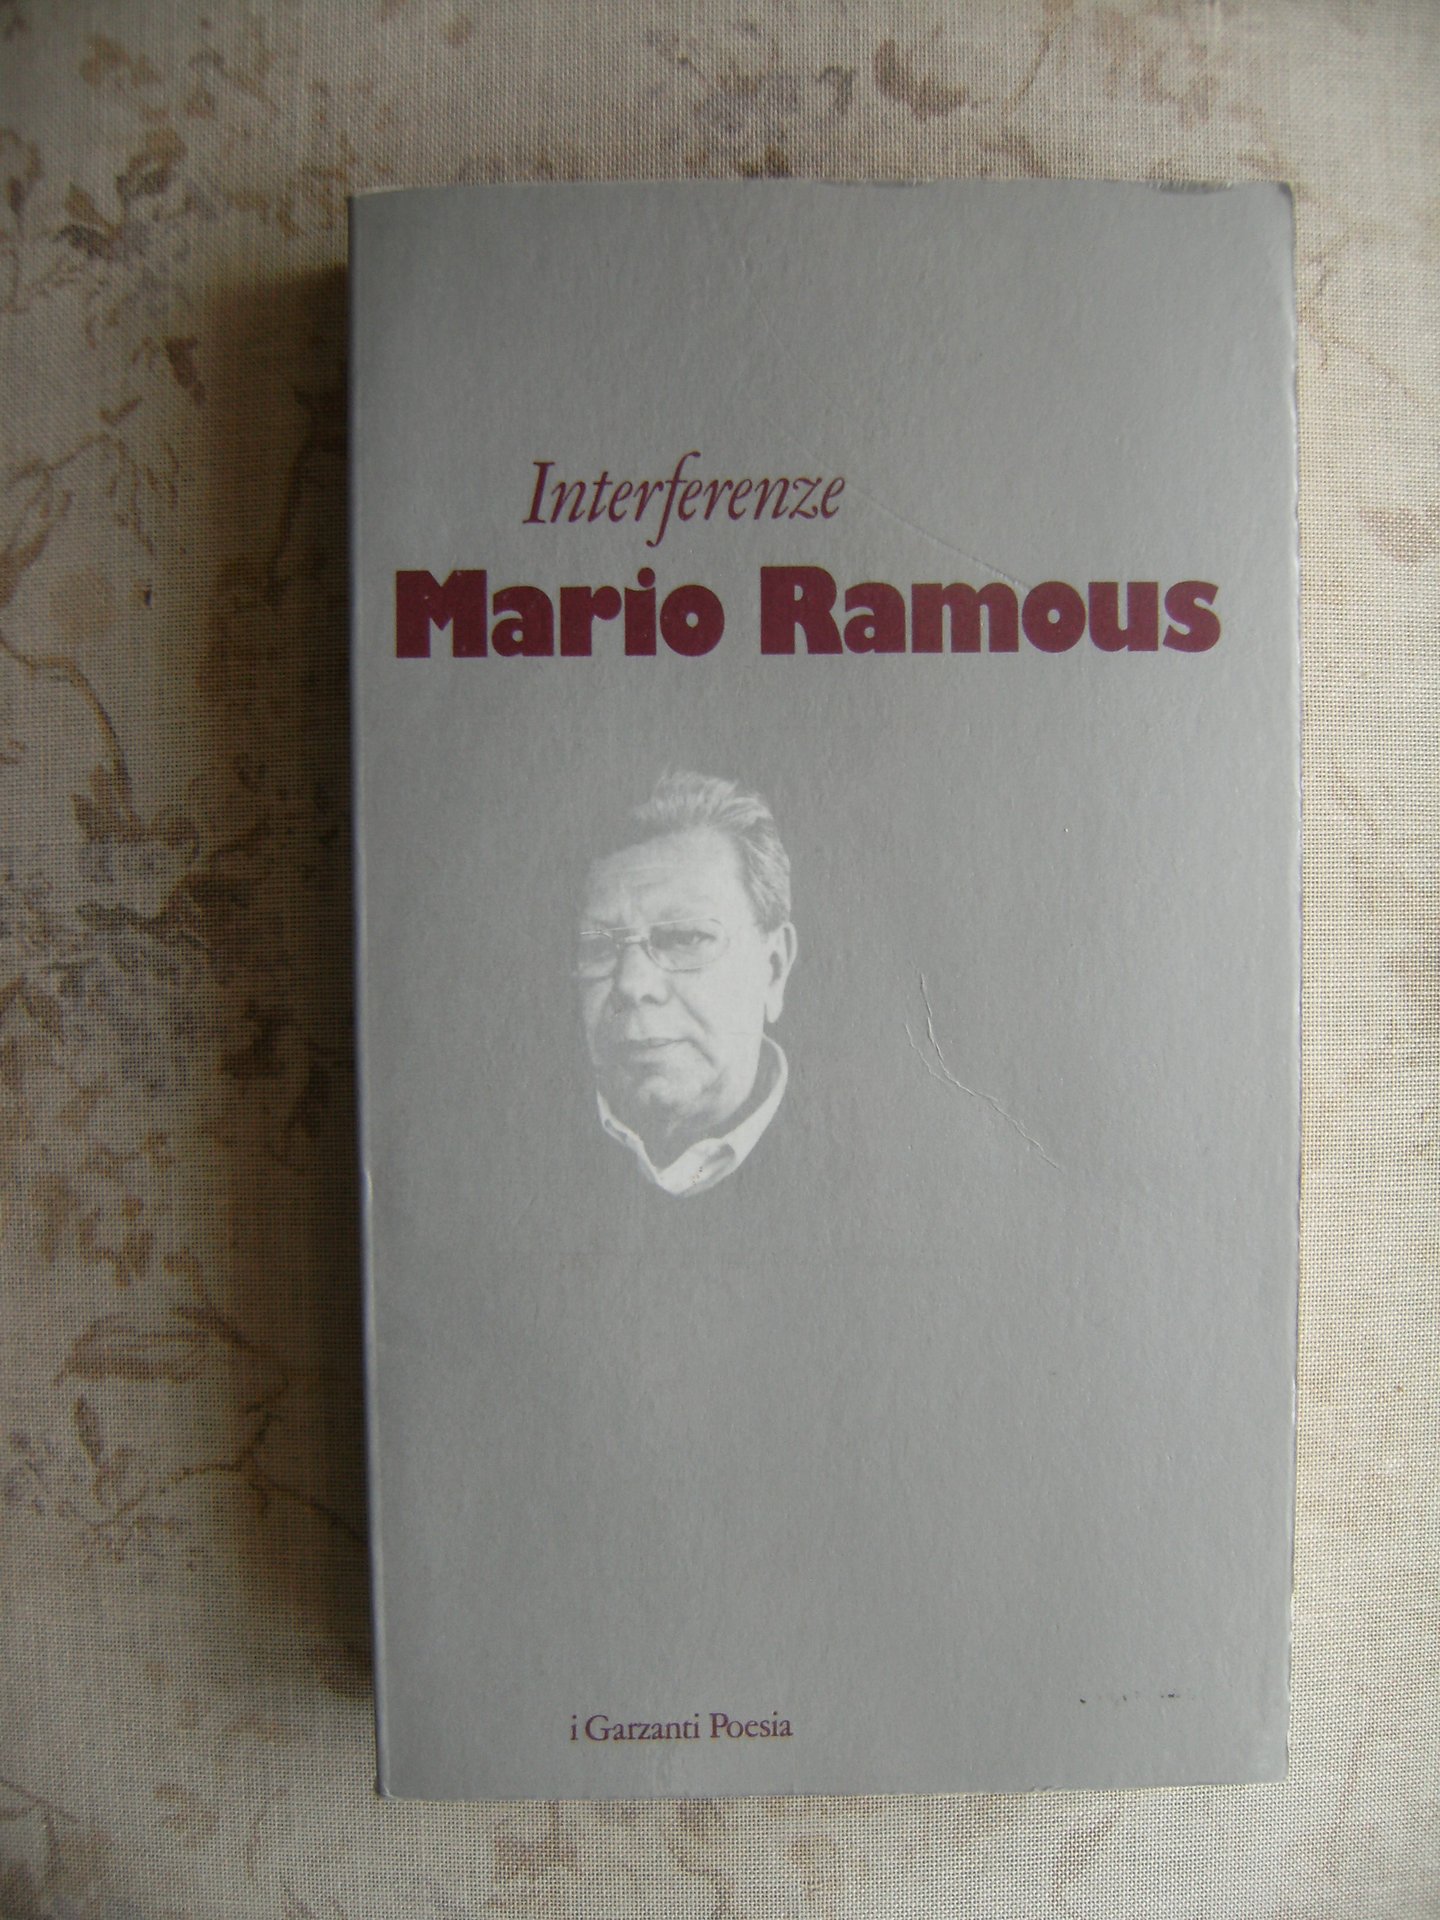 Interferenze
Mario Ramous
i Garzanti Poesia